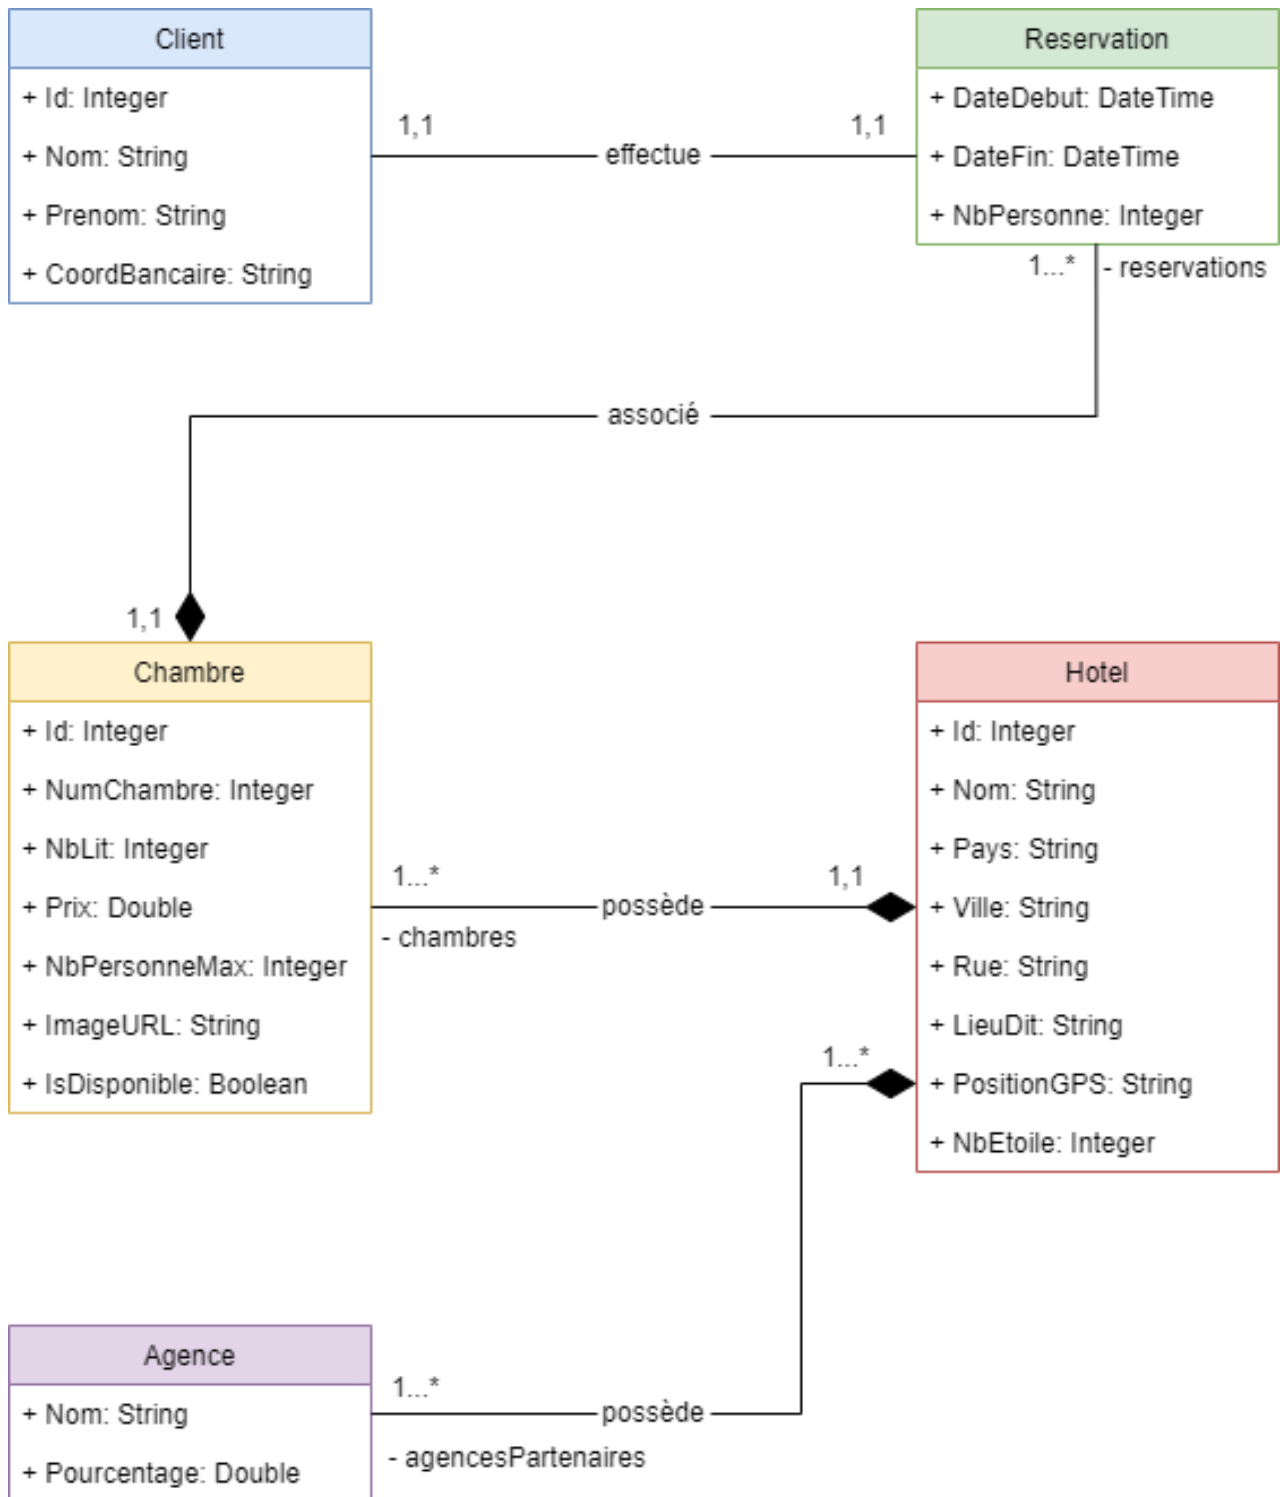 Client
+ Id: Integer
+ Nom: String
+ Prenom: String
+ CoordBancaire: String
1,1
effectue
1,1
Reservation
+ DateDebut: DateTime
+ DateFin: DateTime
+ NbPersonne: Integer
1...*
- reservations
associé
1,1
Chambre
+ Id: Integer
+ NumChambre: Integer
+ NbLit: Integer
+ Prix: Double
+ NbPersonneMax: Integer
+ ImageURL: String
+ IsDisponible: Boolean
1...*
- chambres
possède
1,1
Hotel
+ Id: Integer
+ Nom: String
+ Pays: String
+ Ville: String
+ Rue: String
+ LieuDit: String
+ PositionGPS: String
+ NbEtoile: Integer
1...*
Agence
+ Nom: String
+ Pourcentage: Double
1...*
possède
- agencesPartenaires